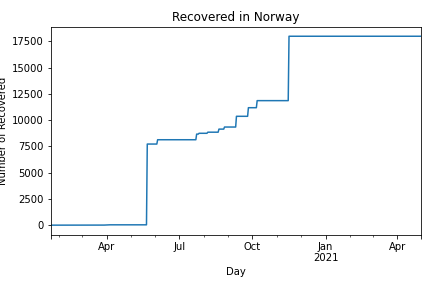 Recovered in Norway
Number of Recovered
17500
15000
12500
10000
7500
5000
2500
0
Apr
Jul
Oct
Jan
2021
Apr
Day